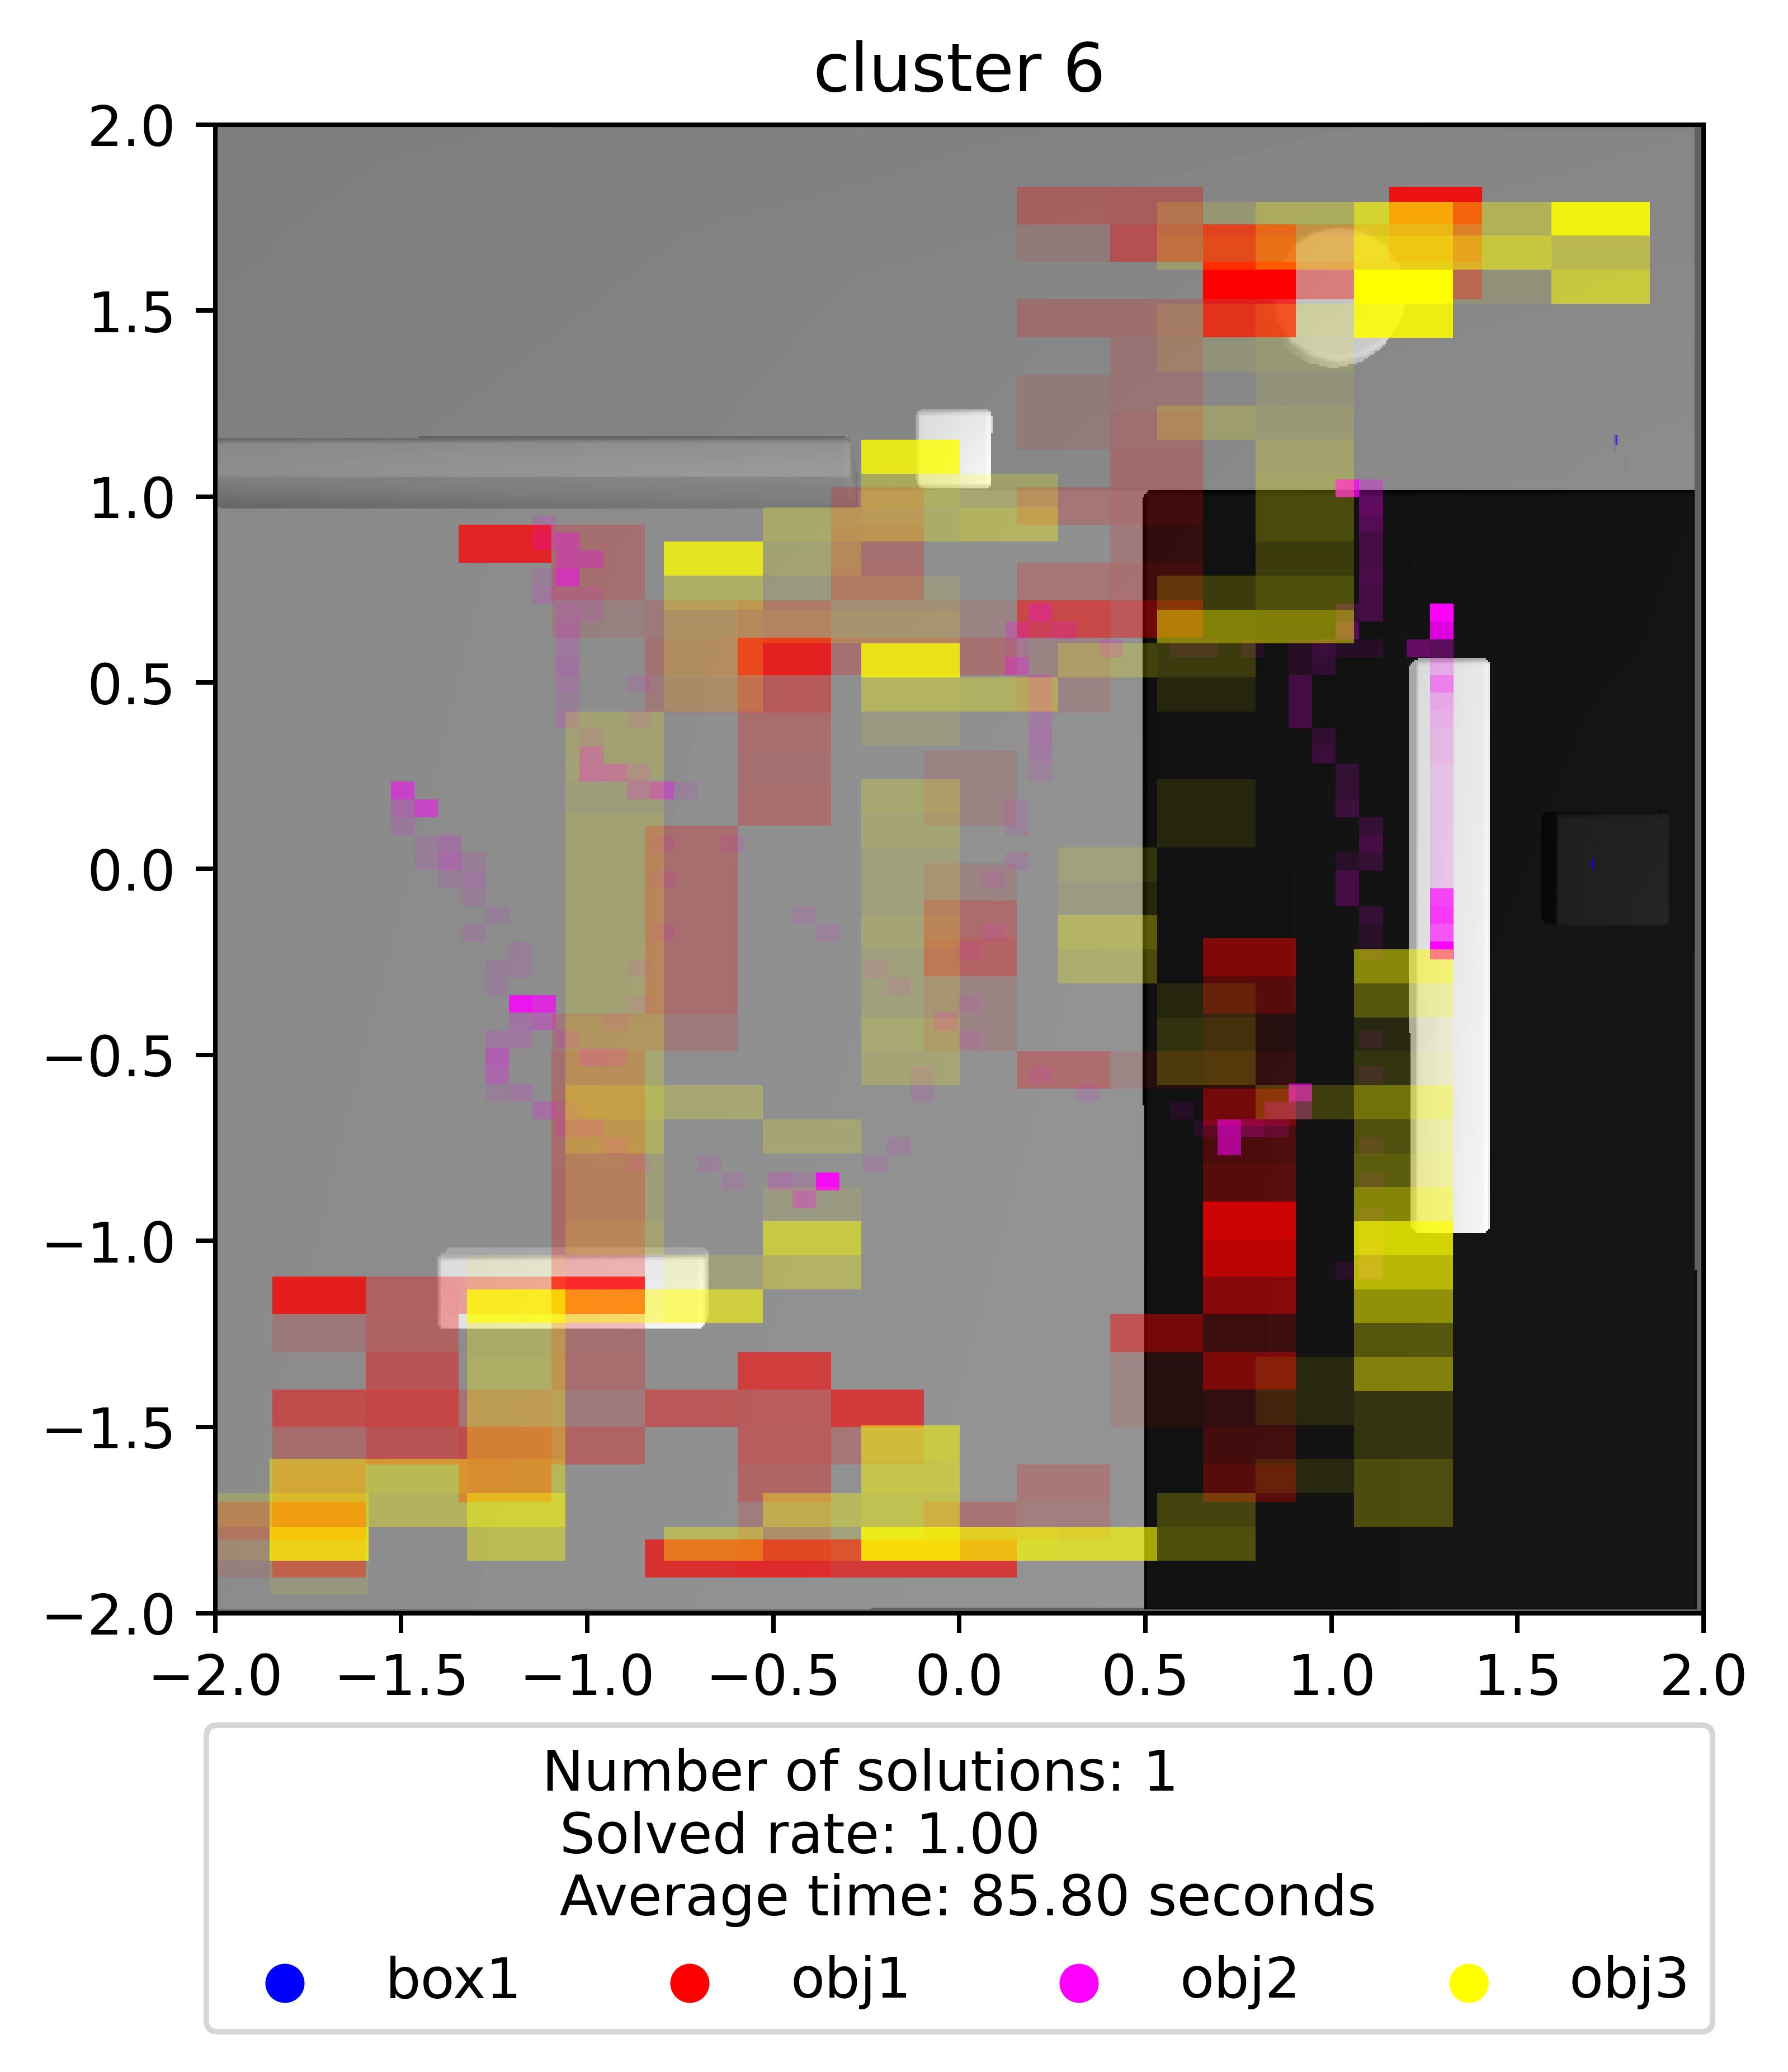 cluster 6
2.0
1.5
1.0
0.5
0.0
−0.5
−1.0
−1.5
−2.0
−2.0 −1.5 −1.0 −0.5 0.0 0.5 1.0 1.5 2.0
Number of solutions: 1
Solved rate: 1.00
Average time: 85.80 seconds
box1 obj1 obj2 obj3